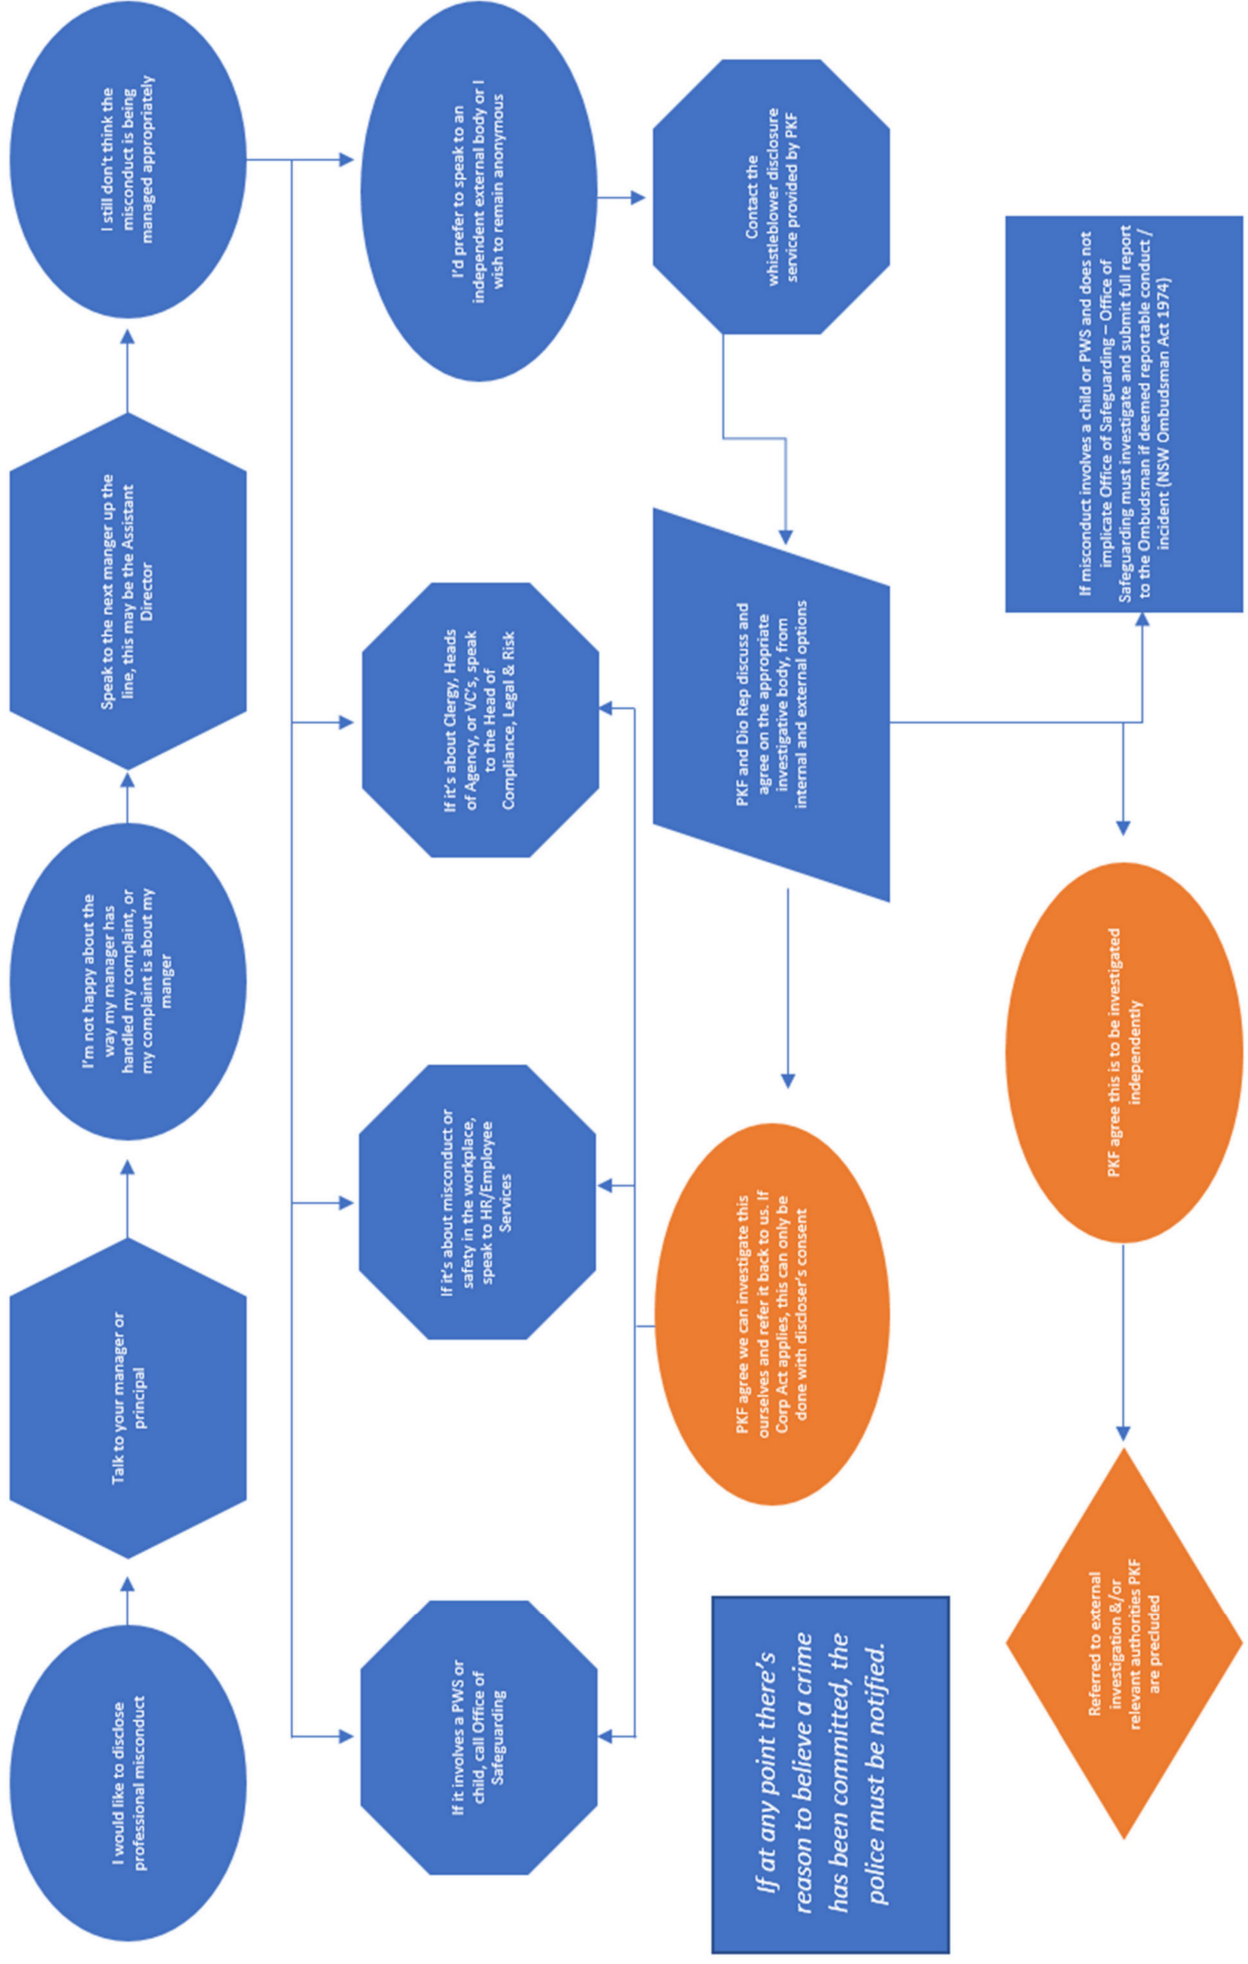 I would like to disclose
professional misconduct
Talk to your manager or
principal
I'm not happy about the
way my manager has
handled my complaint, or
my complaint is about my
manger
Speak to the next manger up the
line, this may be the Assistant
Director
I still don't think the
misconduct is being
managed appropriately
If it involves a PWS or
child, call Office of
Safeguarding
If it's about misconduct or
safety in the workplace,
speak to HR/Employee
Services
If it's about Clergy, Heads
of Agency, or VC's, speak
to the Head of
Compliance, Legal & Risk
I'd prefer to speak to an
independent external body or I
wish to remain anonymous
If at any point there's
reason to believe a crime
has been committed, the
police must be notified.
PKF agree we can investigate this
ourselves and refer it back to us. If
Corp Act applies, this can only be
done with discloser's consent
PKF and Dio Rep discuss and
agree on the appropriate
investigative body, from
internal and external options
Contact the
whistleblower disclosure
service provided by PKF
Referred to external
investigation &/or
relevant authorities PKF
are precluded
PKF agree this is to be investigated
independently
If misconduct involves a child or PWS and does not
implicate Office of Safeguarding – Office of
Safeguarding must investigate and submit full report
to the Ombudsman if deemed reportable conduct /
incident (NSW Ombudsman Act 1974)